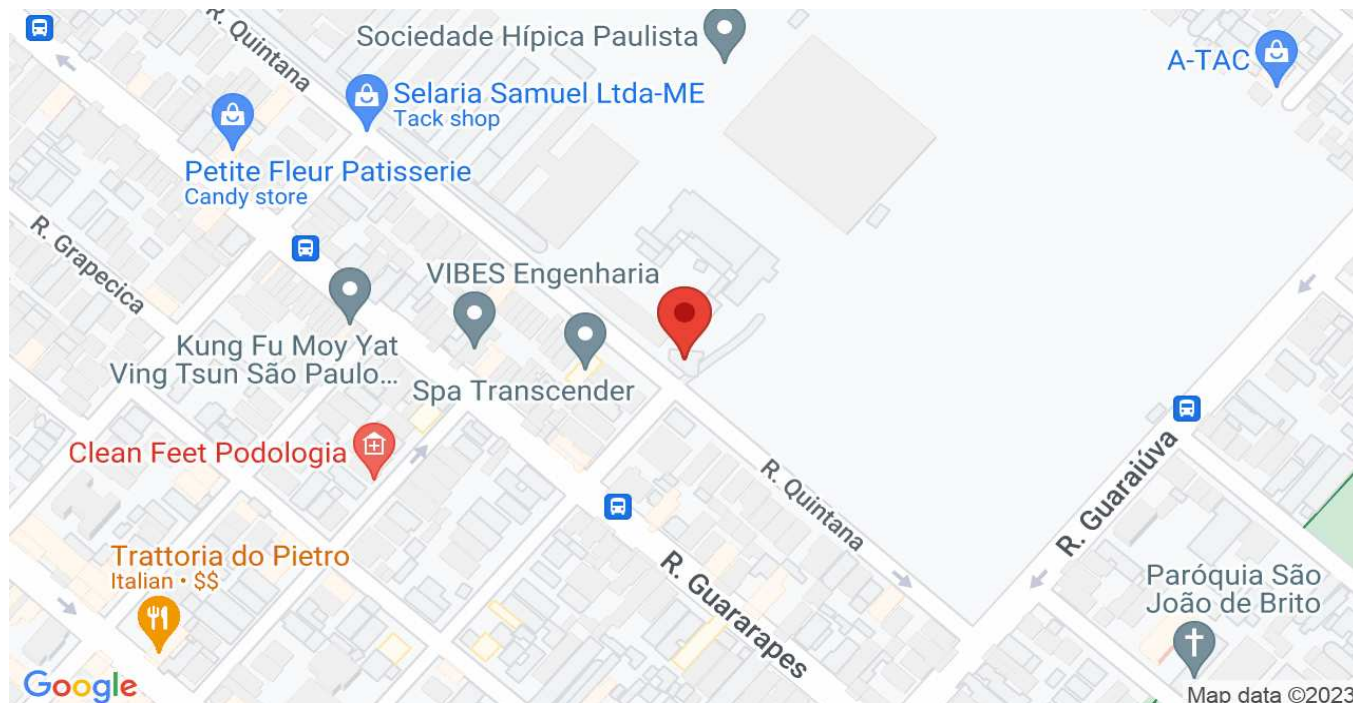 R. Quintana
Sociedade Hípica Paulista
A-TAC
Selaria Samuel Ltda-ME
Tack shop
Petite Fleur Patisserie
Candy store
R. Grapecica
VIBES Engenharia
Kung Fu Moy Yat
Ving Tsun São Paulo...
Spa Transcender
Clean Feet Podologia
R. Quintana
R. Guaraiúva
Trattoria do Pietro
Italian • $$
R. Guararapes
Paróquia São
João de Brito
Google
Map data ©2023